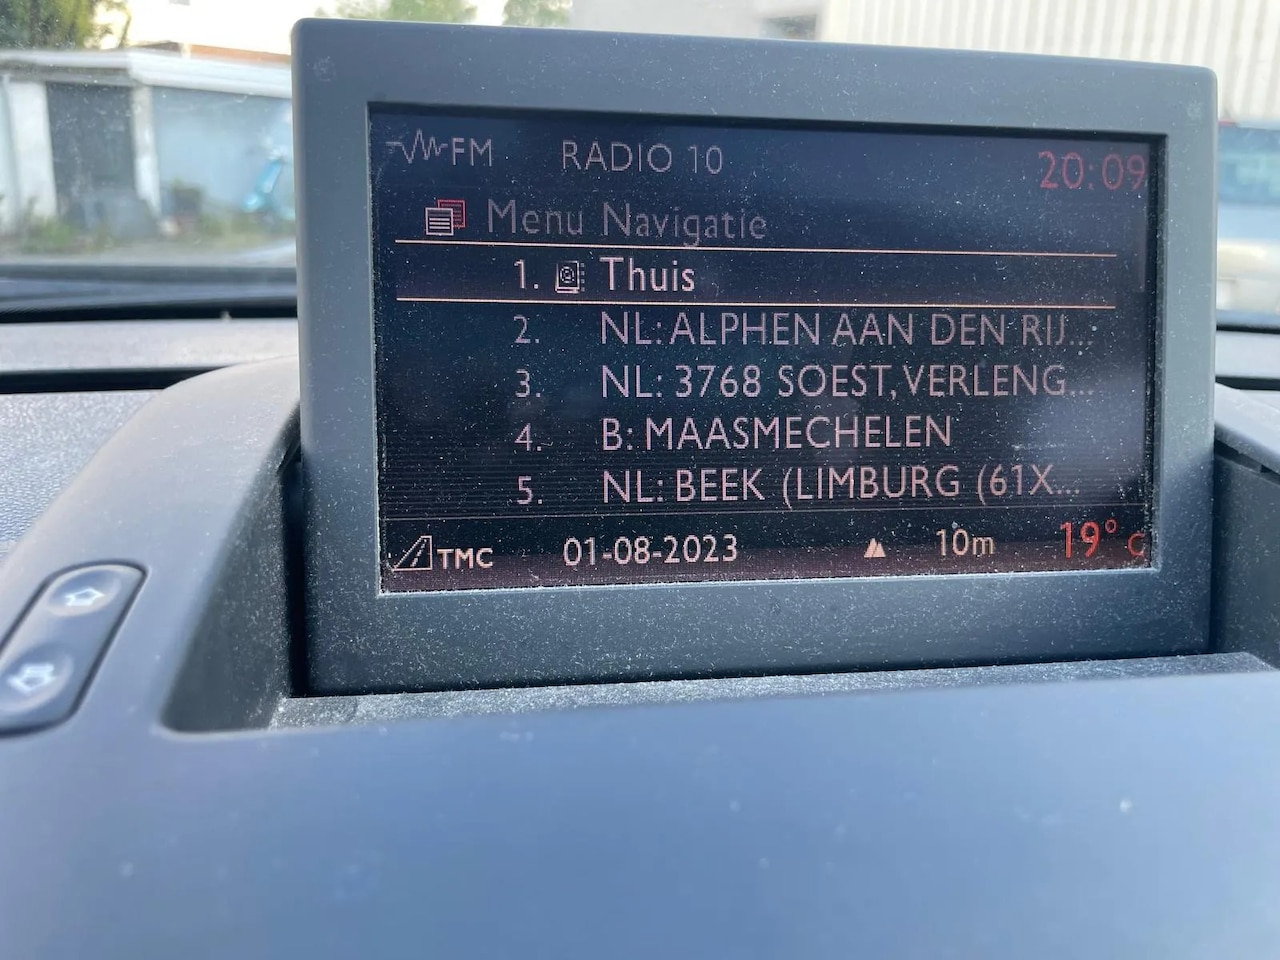 FM RADIO 10 20:09
Menu Navigatie
1. Thuis
2. NL: ALPHEN AAN DEN RIJ...
3. NL: 3768 SOEST, VERLENG...
4. B: MAASMECHELEN
5. NL: BEEK (LIMBURG (61X...
TMC 01-08-2023 10m 19°C